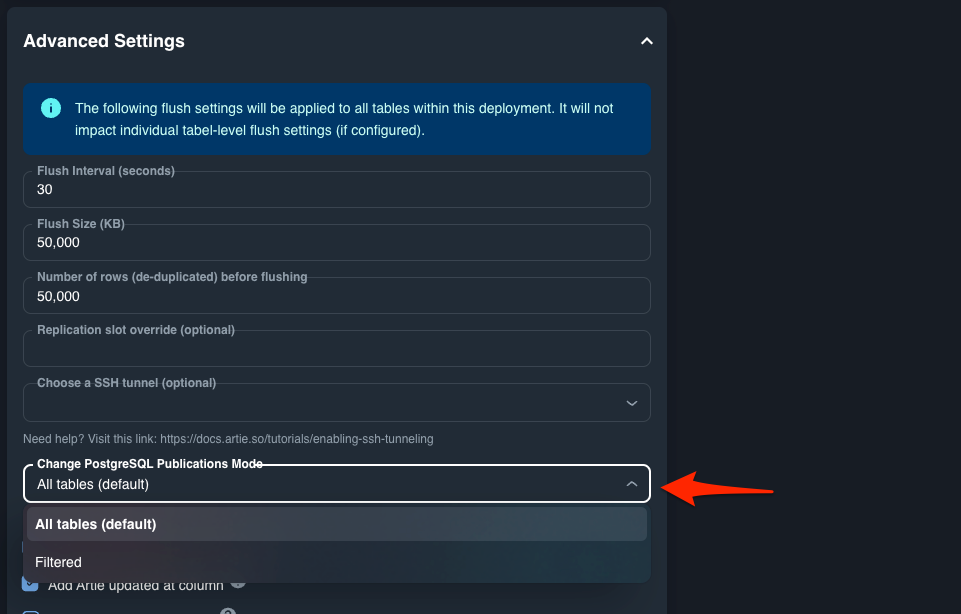 Advanced Settings
The following flush settings will be applied to all tables within this deployment. It will not
impact individual tabel-level flush settings (if configured).
Flush Interval (seconds)
30
Flush Size (KB)
50,000
Number of rows (de-duplicated) before flushing
50,000
Replication slot override (optional)
Choose a SSH tunnel (optional)
Need help? Visit this link: https://docs.artie.so/tutorials/enabling-ssh-tunneling
Change PostgreSQL Publications Mode
All tables (default)
All tables (default)
Filtered
Add Artie updated at column